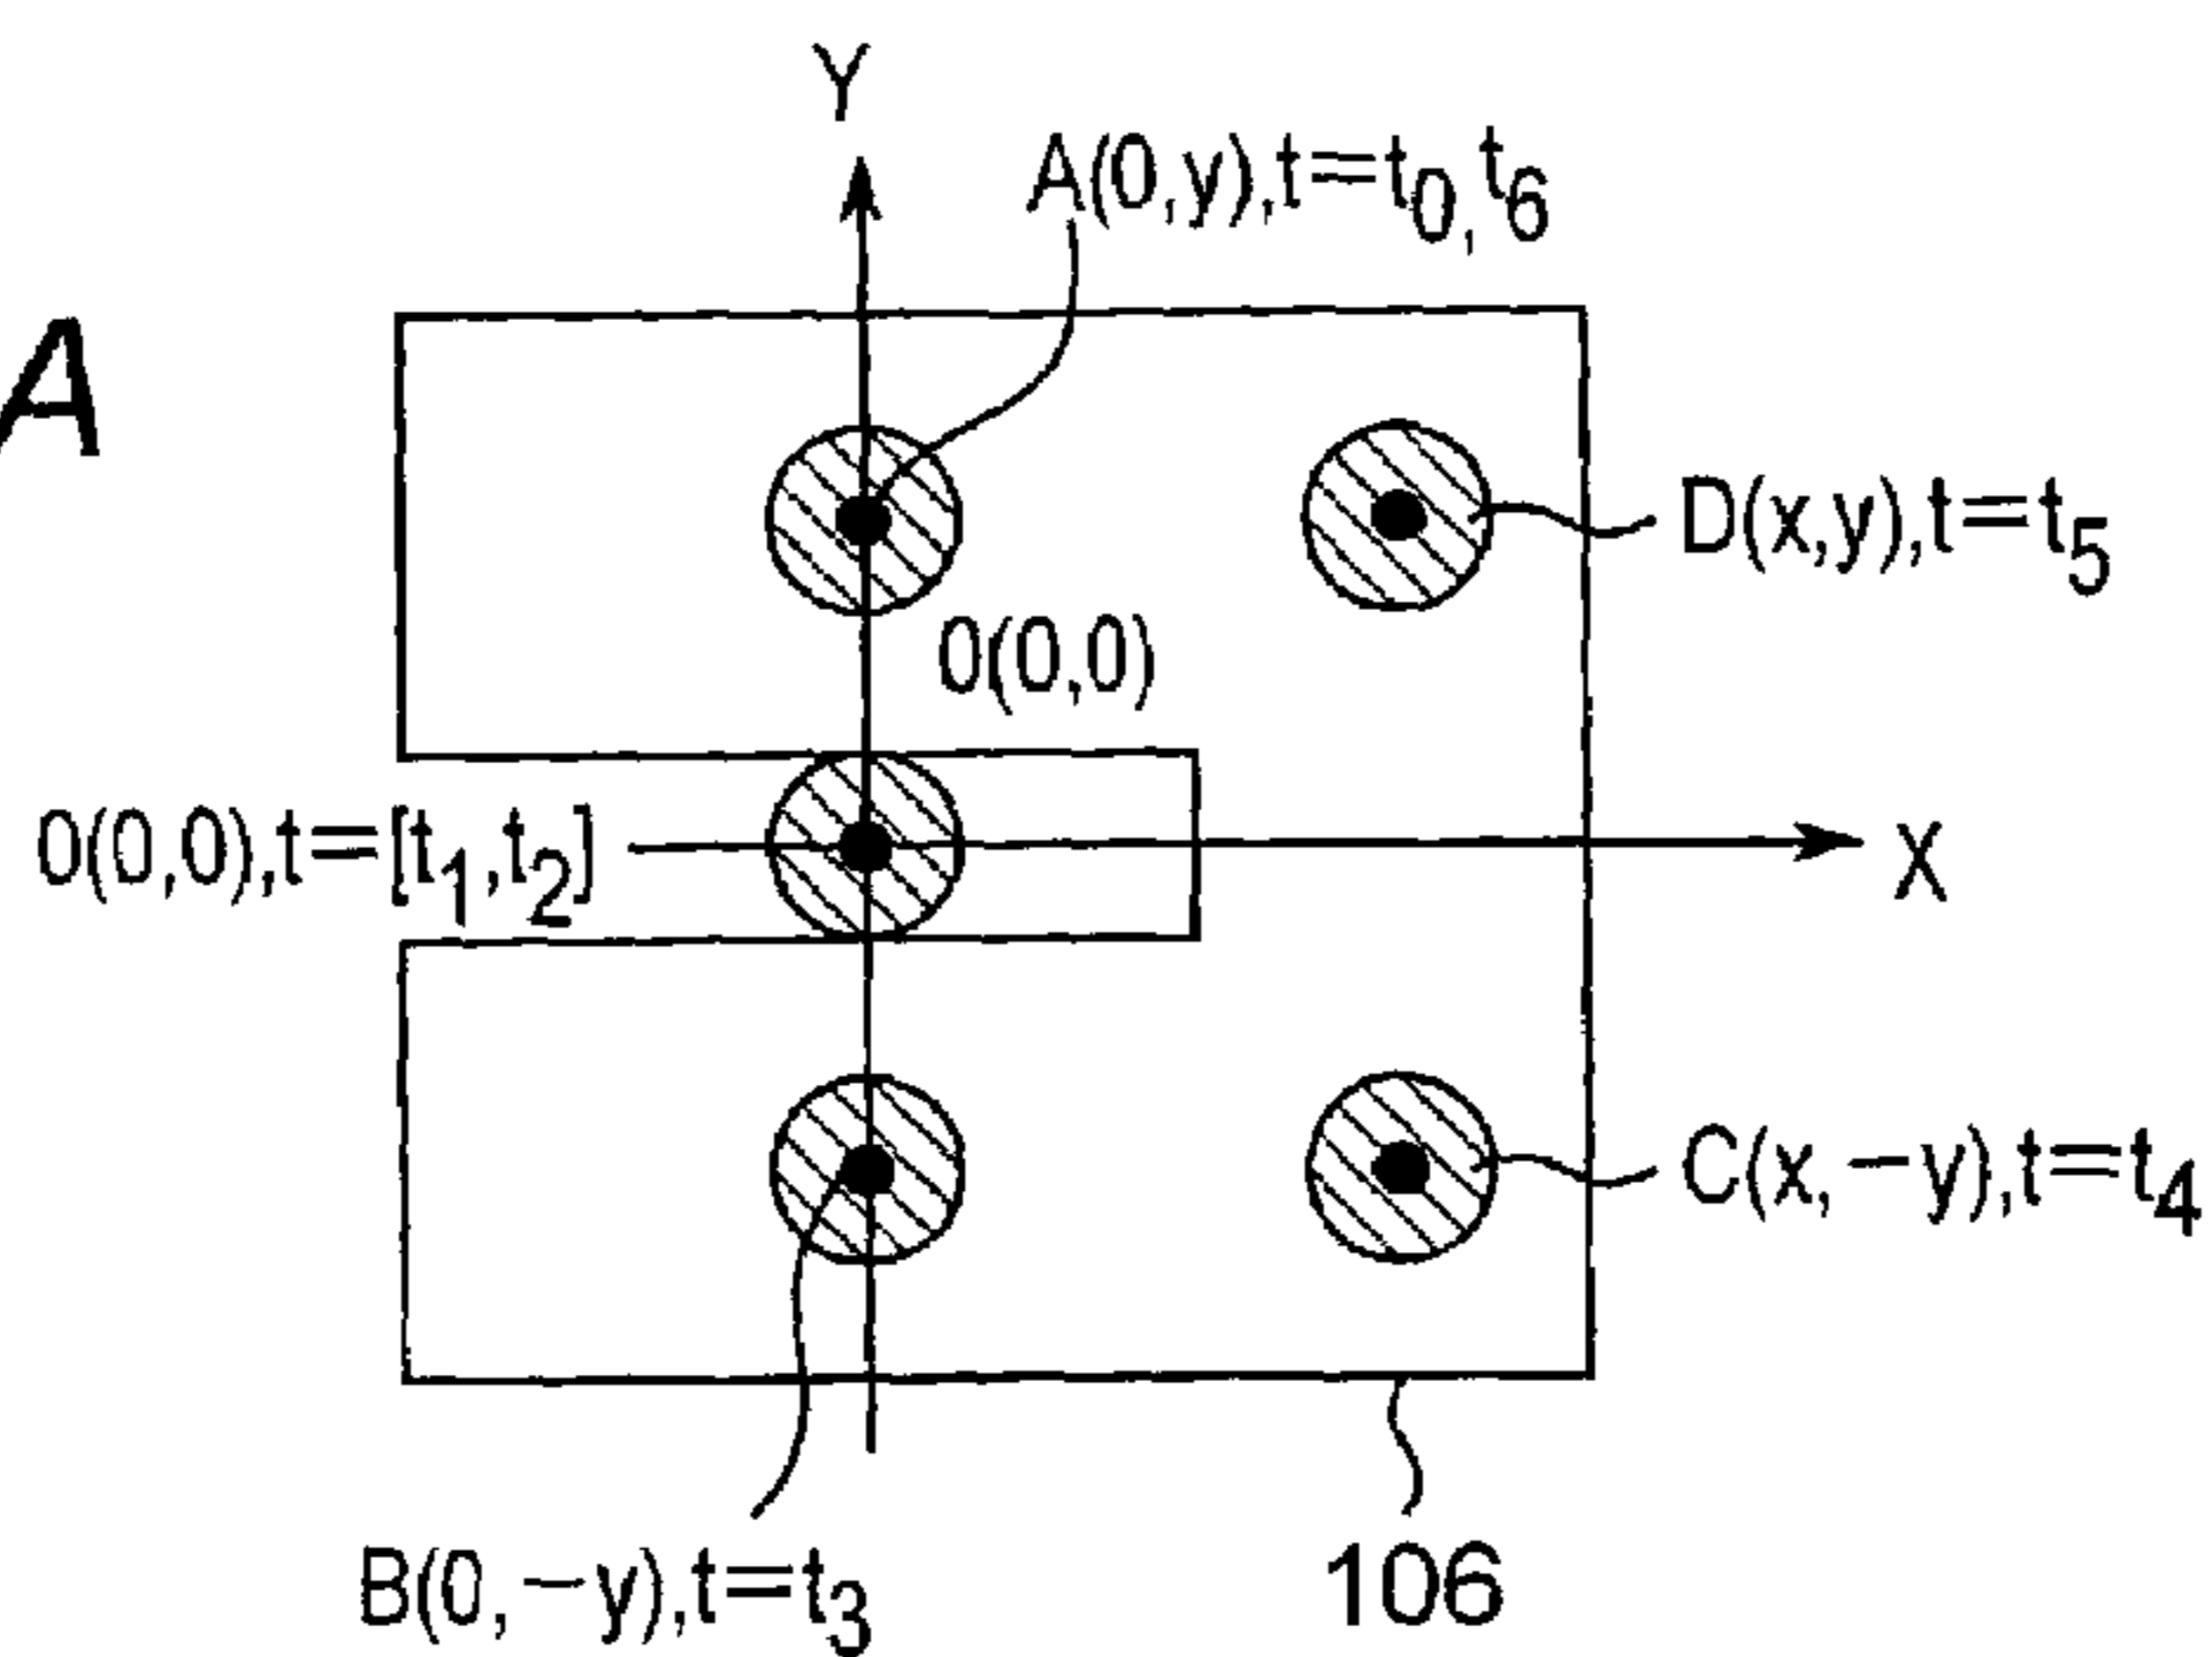 Y
A(0,y),t=t0,t6
A
D(x,y),t=t5
0(0,0)
0(0,0),t=[t1,t2]
X
C(x,−y),t=t4
B(0,−y),t=t3
106